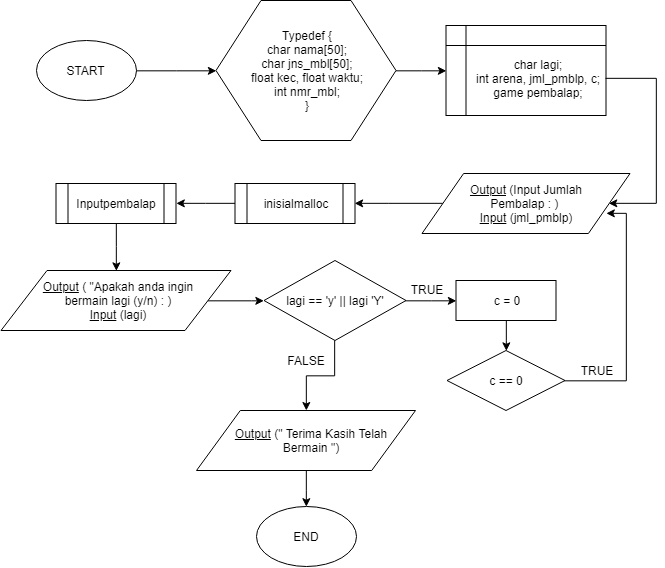 START
Typedef {
char nama[50];
char jns_mbl[50];
float kec, float waktu;
int nmr_mbl;
}
char lagi;
int arena, jml_pmblp, c;
game pembalap;
Output (Input Jumlah
Pembalap : )
Input (jml_pmblp)
inisialmalloc
Inputpembalap
Output ( "Apakah anda ingin
bermain lagi (y/n) : )
Input (lagi)
lagi == 'y' || lagi 'Y'
TRUE
c = 0
c == 0
TRUE
FALSE
Output (" Terima Kasih Telah
Bermain ")
END